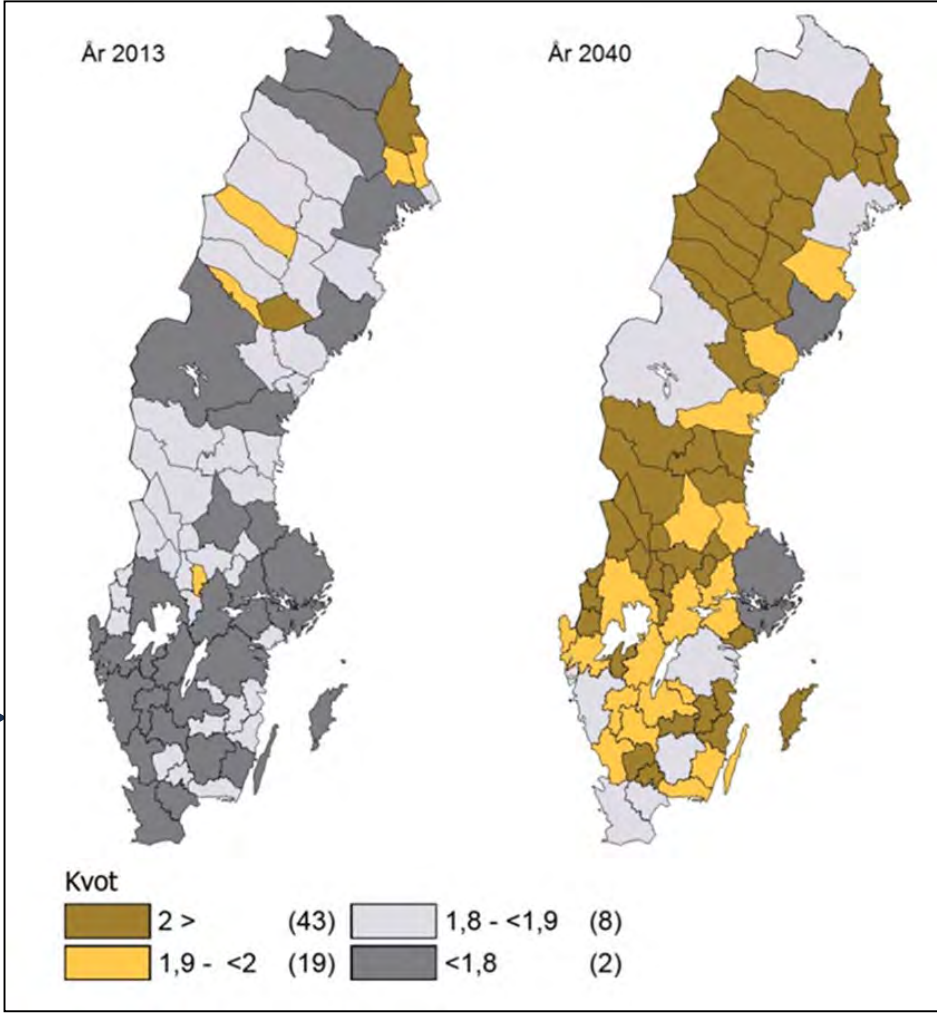 År 2013
År 2040
Kvot
2 > (43) 1,8 - <1,9 (8)
1,9 - <2 (19) <1,8 (2)